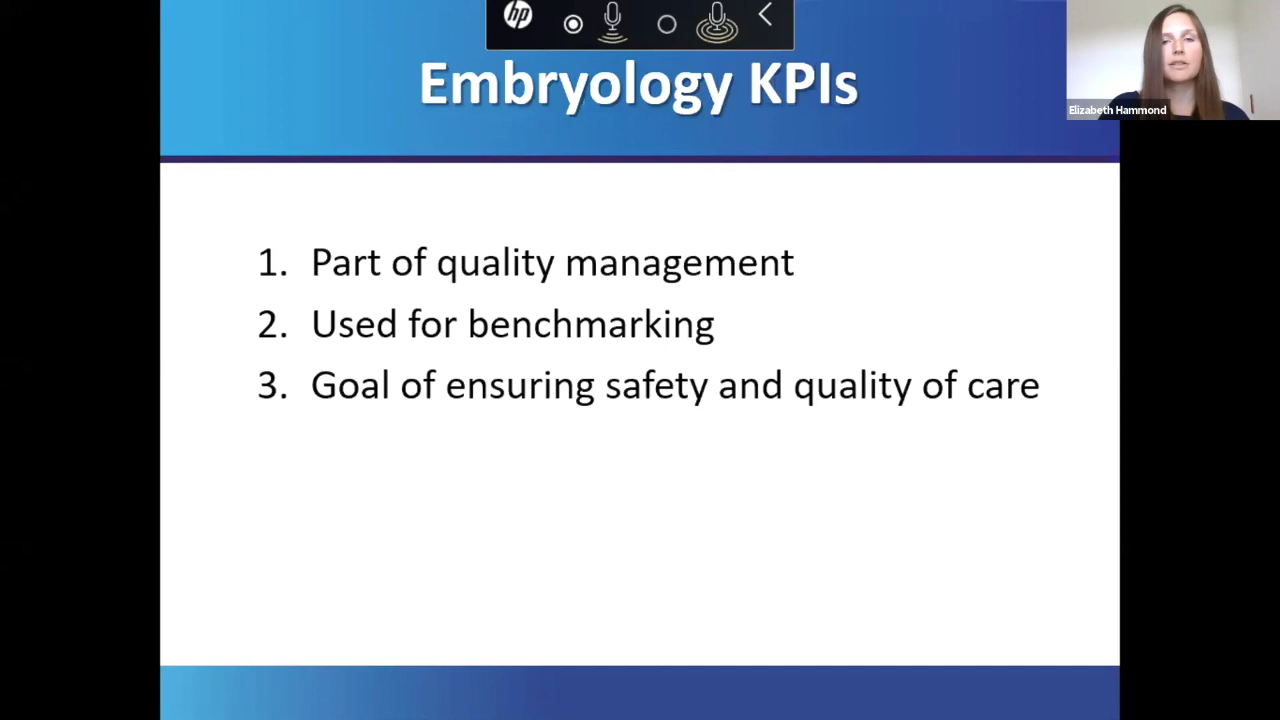 hp
Embryology KPIs
Elizabeth Hammond
1. Part of quality management
2. Used for benchmarking
3. Goal of ensuring safety and quality of care